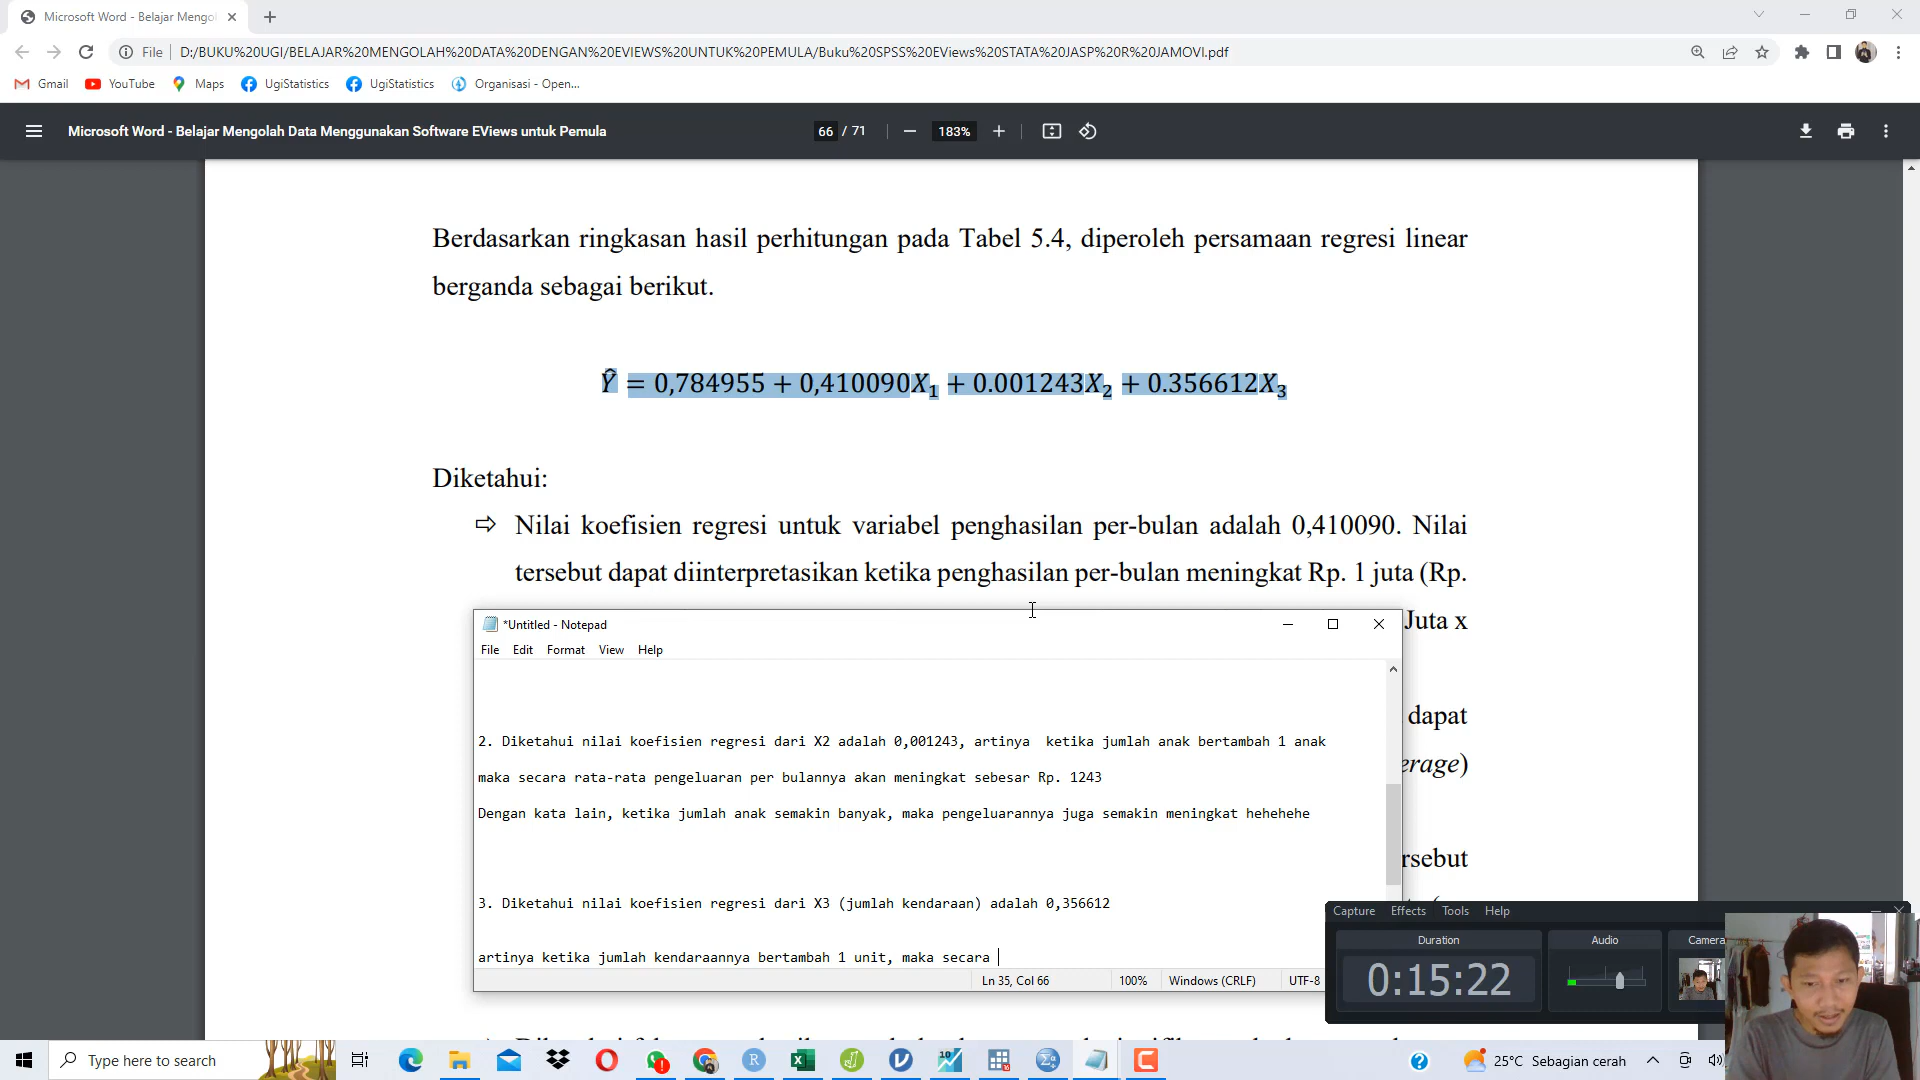 Microsoft Word - Belajar Mengol
File D:/BUKU%20UGI/BELAJAR%20MENGOLAH%20DATA%20DENGAN%20EVIEWS%20UNTUK%20PEMULA/Buku%20SPSS%20EViews%20STATA%20JASP%20R%20JAMOVI.pdf
Gmail YouTube Maps UgiStatistics UgiStatistics Organisasi - Open...
Microsoft Word - Belajar Mengolah Data Menggunakan Software EViews untuk Pemula 66 / 71 183%
Berdasarkan ringkasan hasil perhitungan pada Tabel 5.4, diperoleh persamaan regresi linear
berganda sebagai berikut.
Ŷ = 0,784955 + 0,410090X₁ + 0.001243X₂ + 0.356612X₃
Diketahui:
⇨ Nilai koefisien regresi untuk variabel penghasilan per-bulan adalah 0,410090. Nilai
tersebut dapat diinterpretasikan ketika penghasilan per-bulan meningkat Rp. 1 juta (Rp.
Juta x
dapat
erage)
rsebut
*Untitled - Notepad
File Edit Format View Help
2. Diketahui nilai koefisien regresi dari X2 adalah 0,001243, artinya  ketika jumlah anak bertambah 1 anak
maka secara rata-rata pengeluaran per bulannya akan meningkat sebesar Rp. 1243
Dengan kata lain, ketika jumlah anak semakin banyak, maka pengeluarannya juga semakin meningkat hehehehe
3. Diketahui nilai koefisien regresi dari X3 (jumlah kendaraan) adalah 0,356612
artinya ketika jumlah kendaraannya bertambah 1 unit, maka secara
Ln 35, Col 66 100% Windows (CRLF) UTF-8
Capture Effects Tools Help
Duration Audio Camera
0:15:22
Type here to search
25°C Sebagian cerah